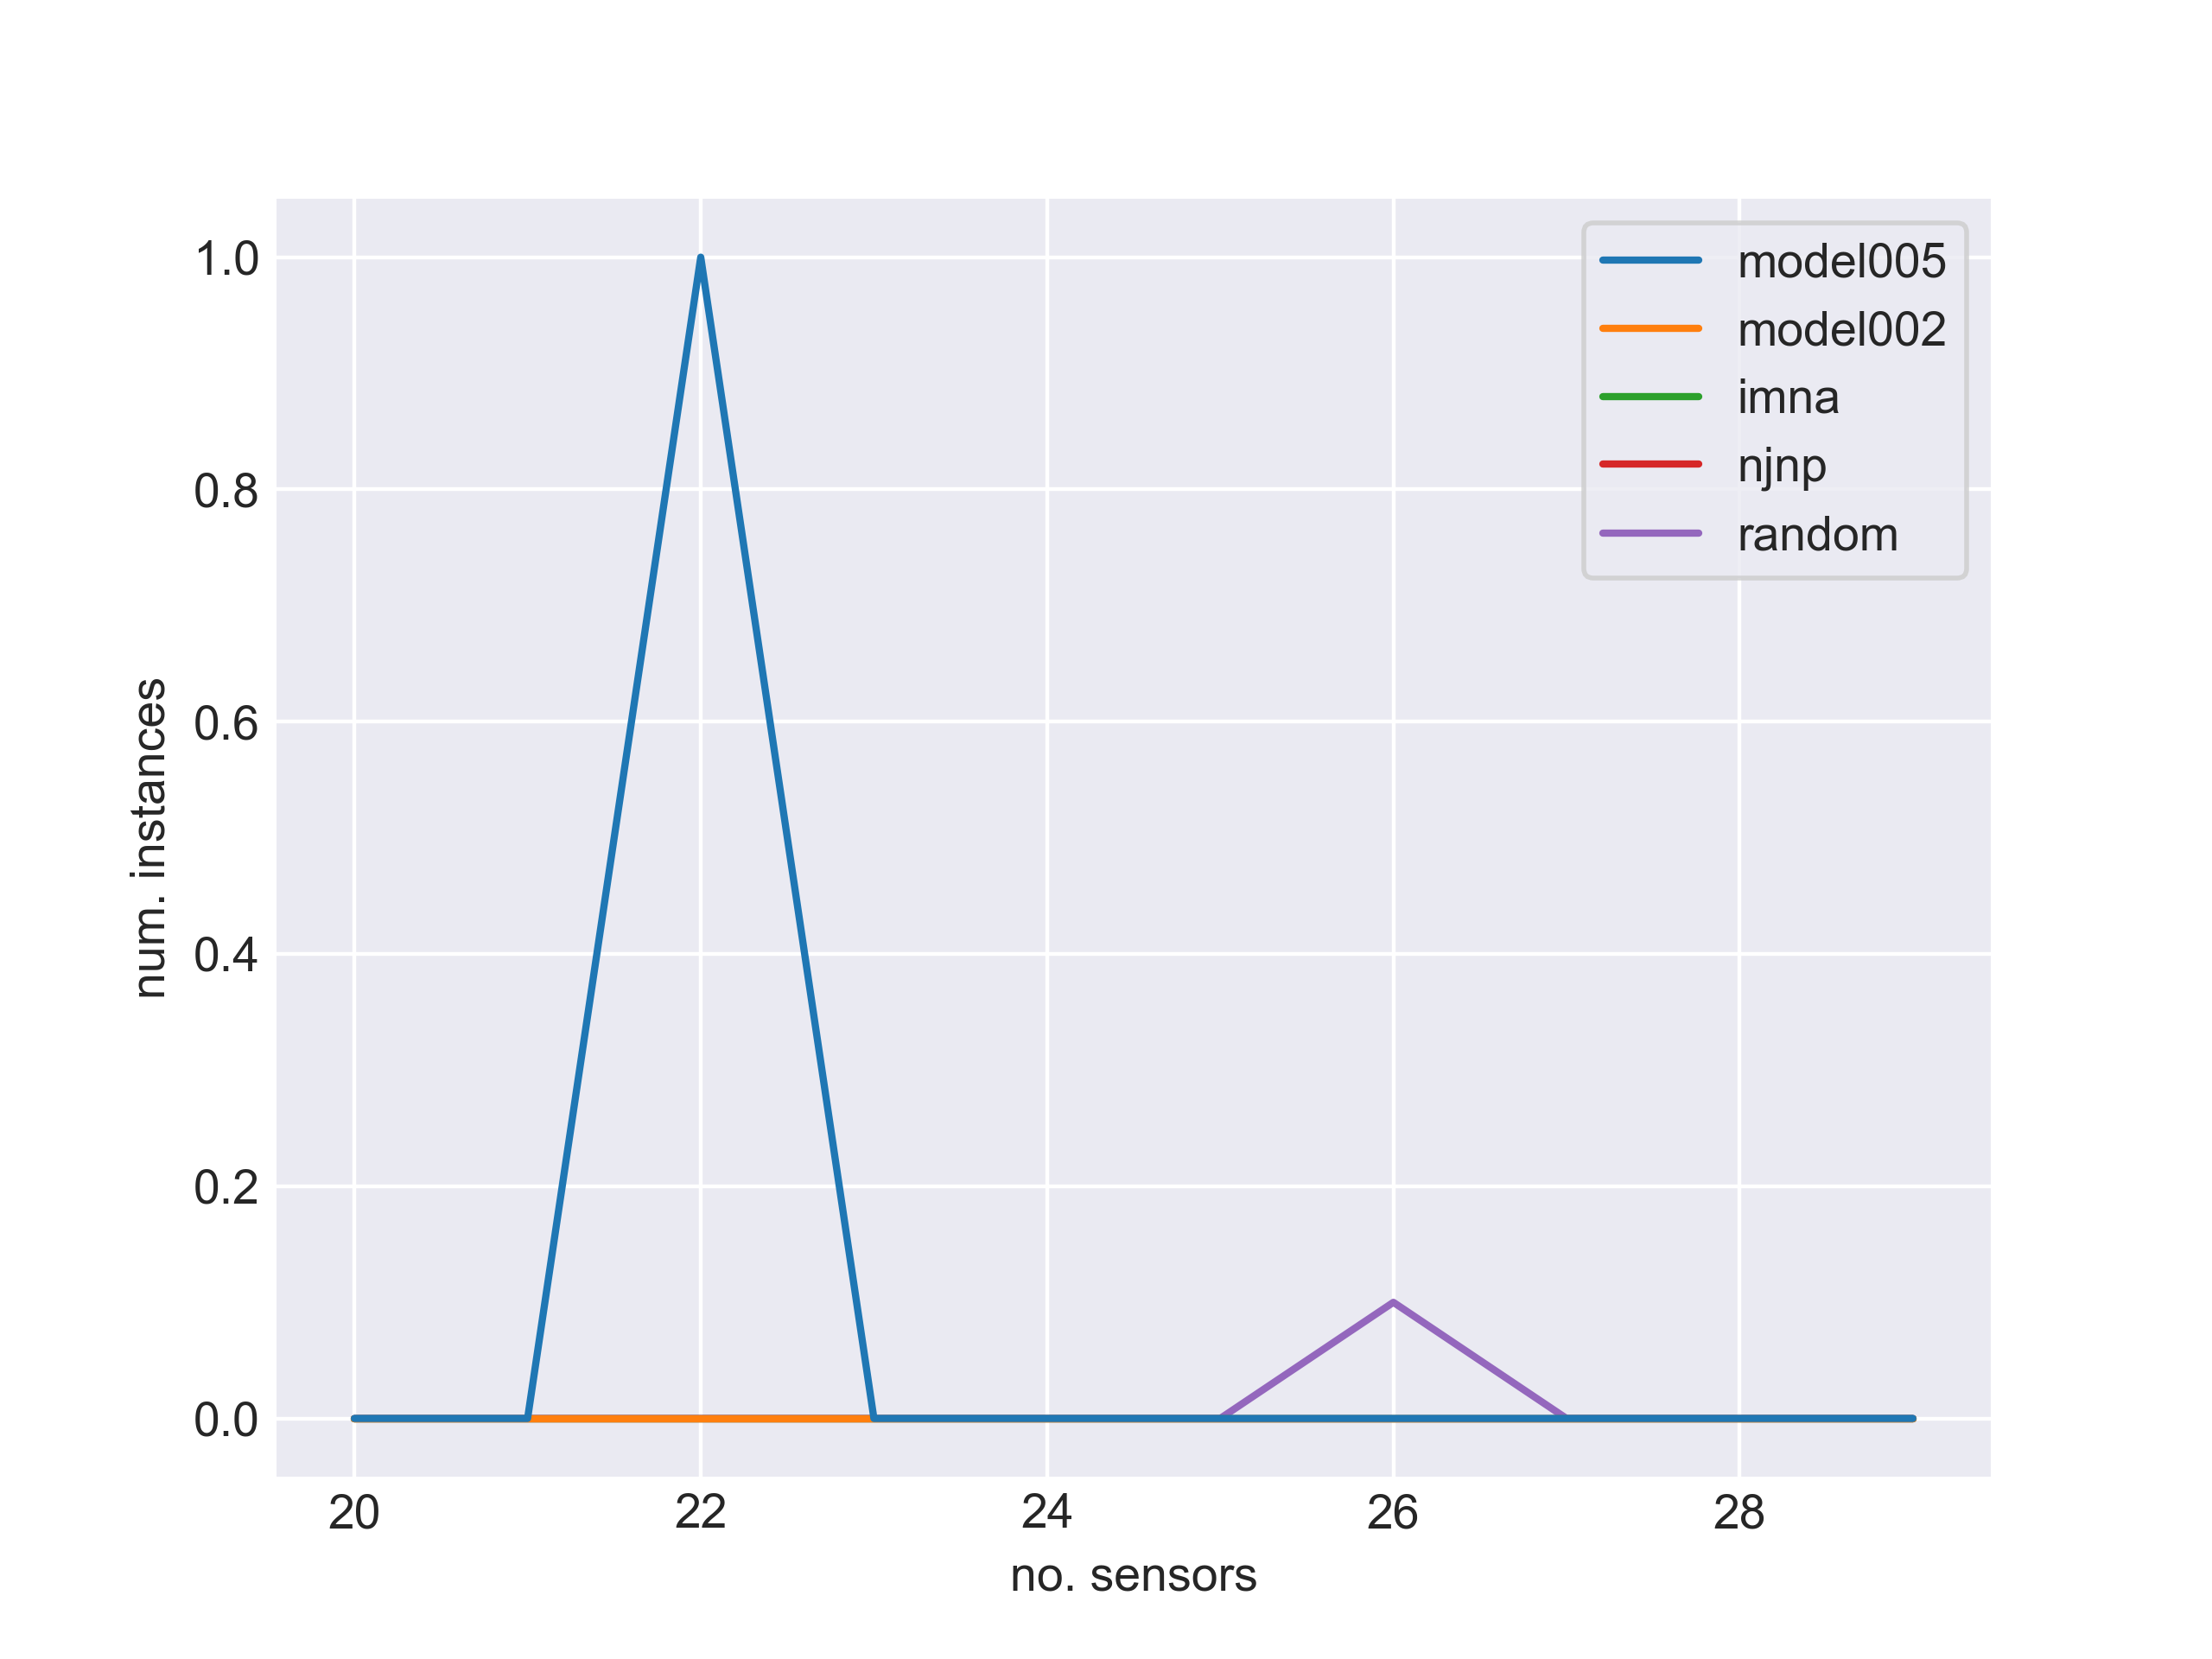 1.0
0.8
0.6
0.4
0.2
0.0
num. instances
20 22 24 26 28
no. sensors
model005
model002
imna
njnp
random